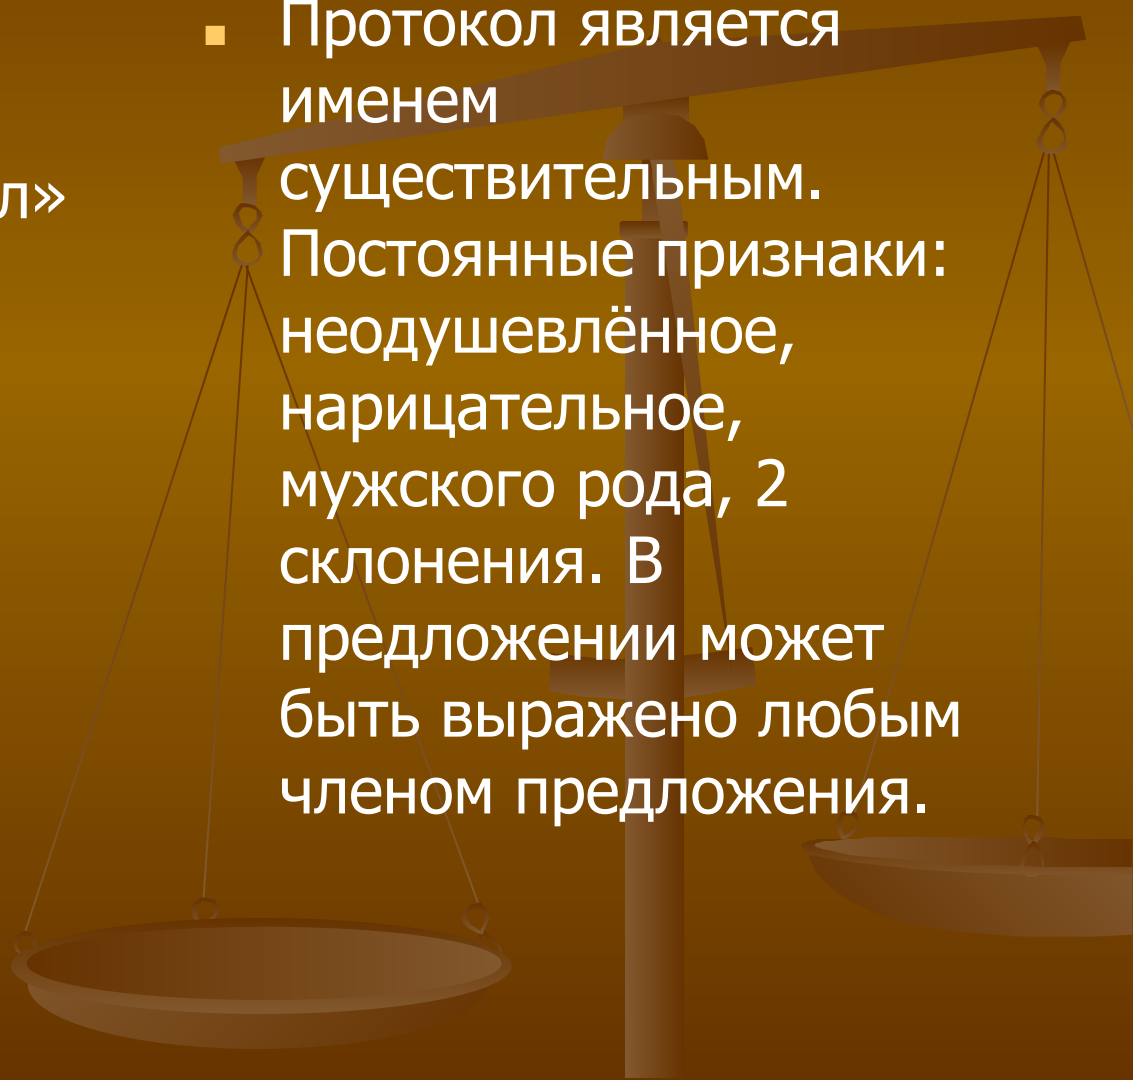 Протокол является
именем
существительным.
л»
Постоянные признаки:
неодушевлённое,
нарицательное,
мужского рода, 2
склонения. В
предложении может
быть выражено любым
членом предложения.